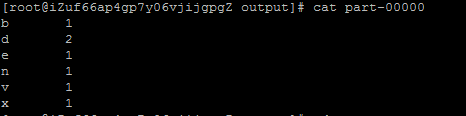 [root@iZuf66ap4gp7y06vjijgpgZ output]# cat part-00000
b 1
d 2
e 1
n 1
v 1
x 1